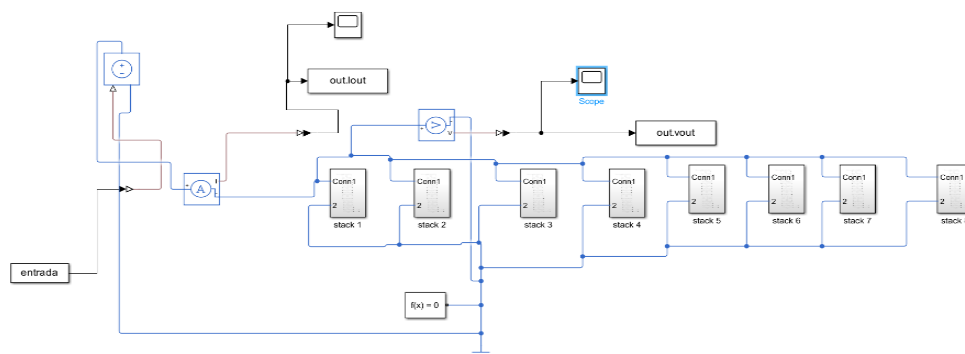 out.Iout
Scope
out.vout
V
I
A
Conn1
2
stack 1
Conn1
2
stack 2
Conn1
2
stack 3
Conn1
2
stack 4
Conn1
2
stack 5
Conn1
2
stack 6
Conn1
2
stack 7
Conn1
2
entrada
f(x) = 0